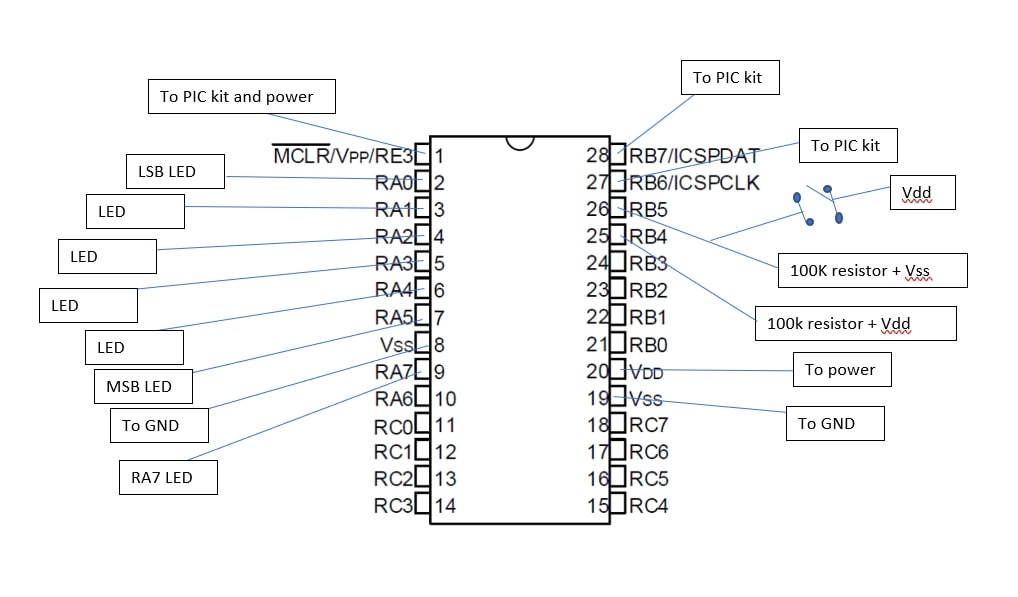 To PIC kit
To PIC kit and power
To PIC kit
MCLR/VPP/RE3 1 28 RB7/ICSPDAT
LSB LED
RA0 2 27 RB6/ICSPCLK
Vdd
LED
RA1 3 26 RB5
RA2 4 25 RB4
LED
RA3 5 24 RB3
100K resistor + Vss
RA4 6 23 RB2
LED
RA5 7 22 RB1
100k resistor + Vdd
LED
Vss 8 21 RB0
RA7 9 20 VDD
To power
MSB LED
RA6 10 19 Vss
To GND
To GND
RC0 11 18 RC7
RC1 12 17 RC6
RA7 LED
RC2 13 16 RC5
RC3 14 15 RC4